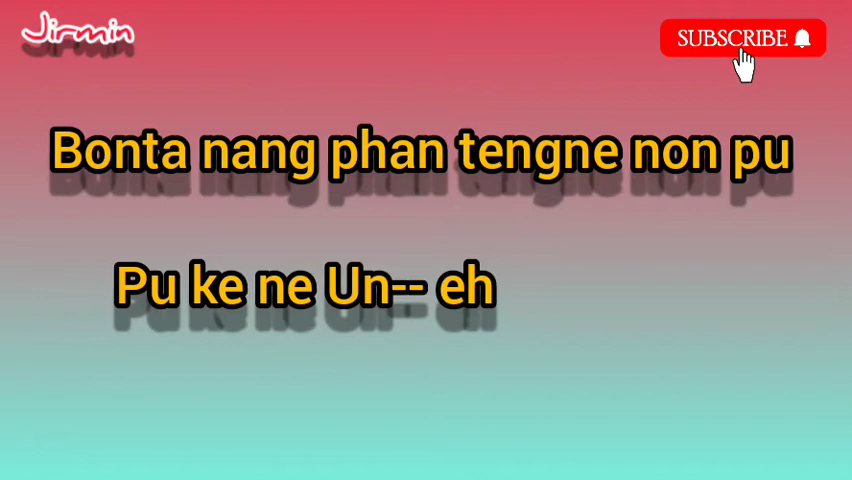 Jirmin
SUBSCRIBE
Bonta nang phan tengne non pu
Pu ke ne Un-- eh